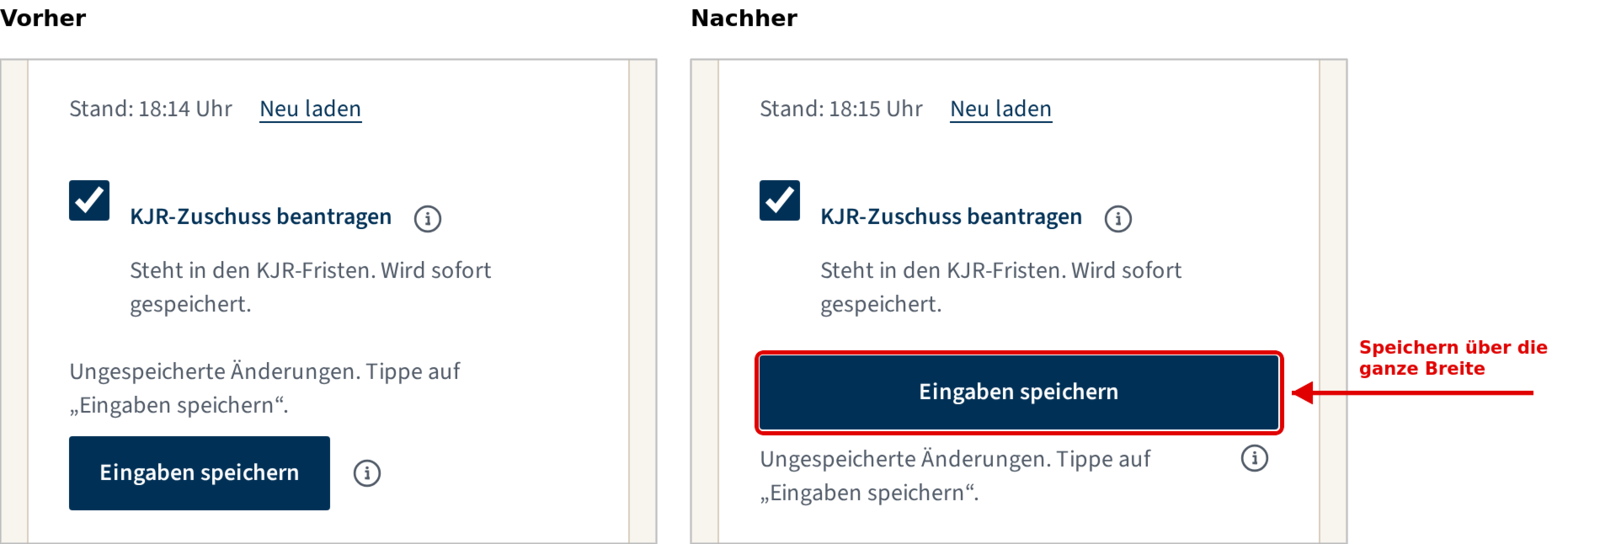 Vorher
Stand: 18:14 Uhr Neu laden
KJR-Zuschuss beantragen
Steht in den KJR-Fristen. Wird sofort
gespeichert.
Ungespeicherte Änderungen. Tippe auf
„Eingaben speichern“.
Eingaben speichern
Nachher
Stand: 18:15 Uhr Neu laden
KJR-Zuschuss beantragen
Steht in den KJR-Fristen. Wird sofort
gespeichert.
Eingaben speichern
Ungespeicherte Änderungen. Tippe auf
„Eingaben speichern“.
Speichern über die
ganze Breite